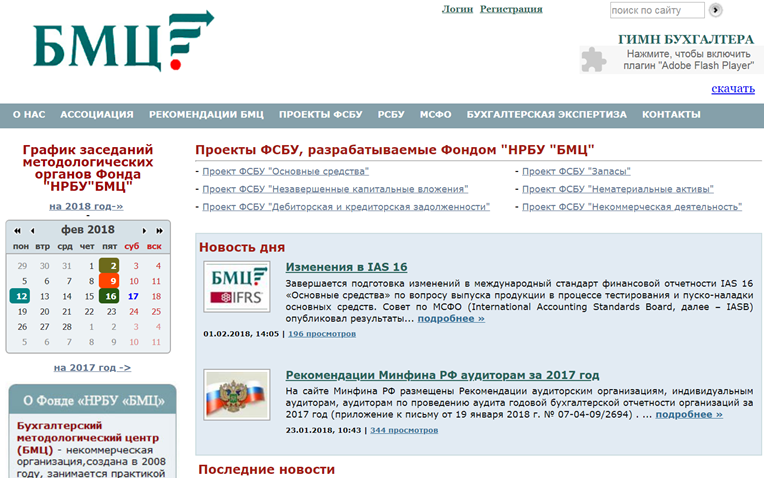 БМЦ
Логин Регистрация
поиск по сайту
ГИМН БУХГАЛТЕРА
Нажмите, чтобы включить
плагин "Adobe Flash Player"
скачать
О НАС АССОЦИАЦИЯ РЕКОМЕНДАЦИИ БМЦ ПРОЕКТЫ ФСБУ РСБУ МСФО БУХГАЛТЕРСКАЯ ЭКСПЕРТИЗА КОНТАКТЫ
График заседаний
методологических
органов Фонда
"НРБУ"БМЦ"
на 2018 год->>
-
фев 2018
пон втр срд чет пят суб вск
29 30 31 1 2 3 4
5 6 7 8 9 10 11
12 13 14 15 16 17 18
19 20 21 22 23 24 25
26 27 28 1 2 3 4
5 6 7 8 9 10 11
на 2017 год ->
О Фонде «НРБУ «БМЦ»
Бухгалтерский
методологический центр
(БМЦ) - некоммерческая
организация,создана в 2008
году, занимается практикой
Проекты ФСБУ, разрабатываемые Фондом "НРБУ "БМЦ"
- Проект ФСБУ "Основные средства"
- Проект ФСБУ "Незавершенные капитальные вложения"
- Проект ФСБУ "Дебиторская и кредиторская задолженности"
- Проект ФСБУ "Запасы"
- Проект ФСБУ "Нематериальные активы"
- Проект ФСБУ "Некоммерческая деятельность"
Новость дня
БМЦ
IFRS
Изменения в IAS 16
Завершается подготовка изменений в международный стандарт финансовой отчетности IAS 16
«Основные средства» по вопросу выпуска продукции в процессе тестирования и пуско-наладки
основных средств. Совет по МСФО (International Accounting Standards Board, далее – IASB)
опубликовал результаты... подробнее »
01.02.2018, 14:05 | 196 просмотров
Рекомендации Минфина РФ аудиторам за 2017 год
На сайте Минфина РФ размещены Рекомендации аудиторским организациям, индивидуальным
аудиторам, аудиторам по проведению аудита годовой бухгалтерской отчетности организаций за
2017 год (приложение к письму от 19 января 2018 г. № 07-04-09/2694) . ... подробнее »
23.01.2018, 10:43 | 344 просмотров
Последние новости